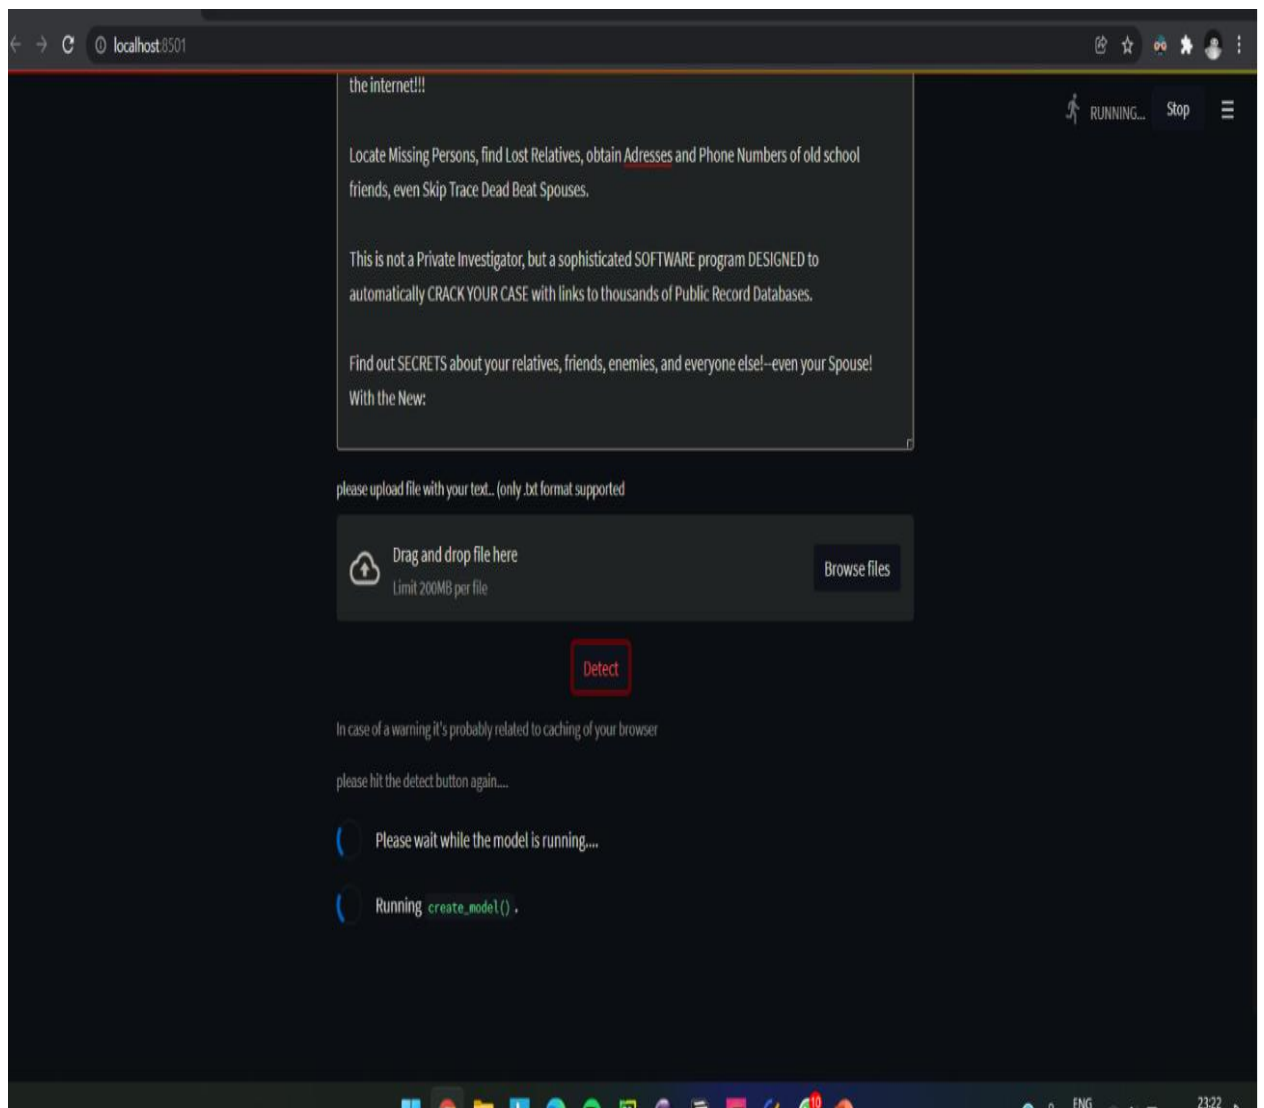 localhost:8501
the internet!!!
RUNNING...
Stop
Locate Missing Persons, find Lost Relatives, obtain Adresses and Phone Numbers of old school
friends, even Skip Trace Dead Beat Spouses.
This is not a Private Investigator, but a sophisticated SOFTWARE program DESIGNED to
automatically CRACK YOUR CASE with links to thousands of Public Record Databases.
Find out SECRETS about your relatives, friends, enemies, and everyone else!--even your Spouse!
With the New:
please upload file with your text... (only .txt format supported
Drag and drop file here
Limit 200MB per file
Browse files
Detect
In case of a warning it's probably related to caching of your browser
please hit the detect button again....
Please wait while the model is running....
Running create_model() .
10
ENG
23:22